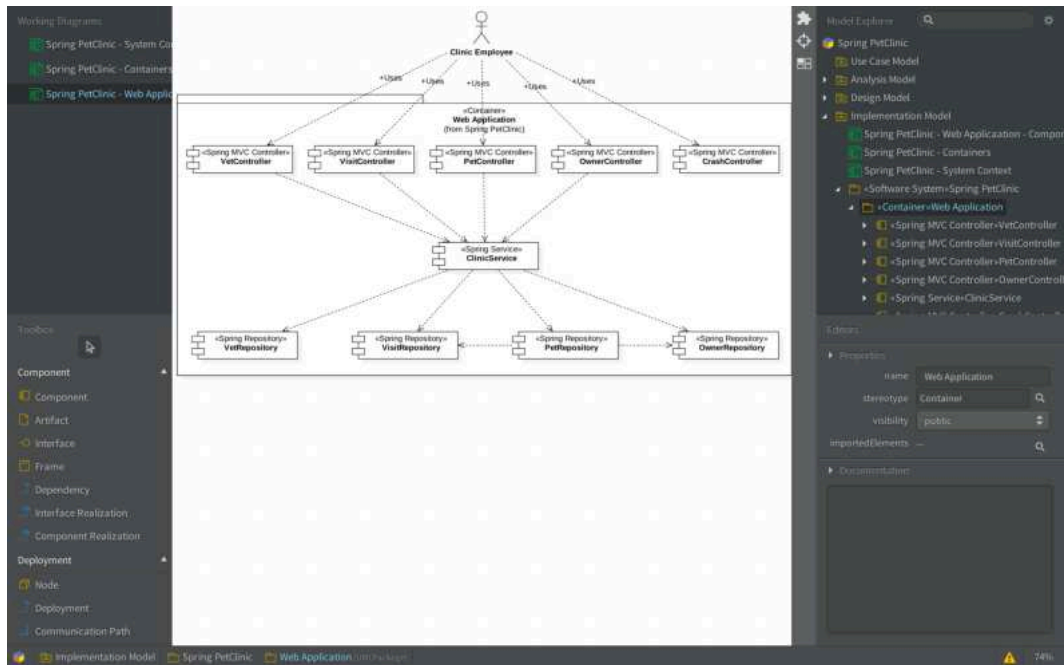 Working Diagrams
Spring PetClinic - System Co
Spring PetClinic - Containers
Spring PetClinic - Web Applic
Toolbox
Component
Component
Artifact
Interface
Frame
Dependency
Interface Realization
Component Realization
Deployment
Node
Deployment
Communication Path
Clinic Employee
+Uses
+Uses
+Uses
+Uses
+Uses
«Container»
Web Application
(from Spring PetClinic)
«Spring MVC Controller»
VetController
«Spring MVC Controller»
VisitController
«Spring MVC Controller»
PetController
«Spring MVC Controller»
OwnerController
«Spring MVC Controller»
CrashController
«Spring Service»
ClinicService
«Spring Repository»
VetRepository
«Spring Repository»
VisitRepository
«Spring Repository»
PetRepository
«Spring Repository»
OwnerRepository
Model Explorer
Spring PetClinic
Use Case Model
Analysis Model
Design Model
Implementation Model
Spring PetClinic - Web Applicaation - Compo
Spring PetClinic - Containers
Spring PetClinic - System Context
«Software System»Spring PetClinic
«Container»Web Application
«Spring MVC Controller»VetController
«Spring MVC Controller»VisitController
«Spring MVC Controller»PetController
«Spring MVC Controller»OwnerControll
«Spring Service»ClinicService
Editors
Properties
name Web Application
stereotype Container
visibility public
importedElements —
Documentation
Implementation Model Spring PetClinic Web Application
74%